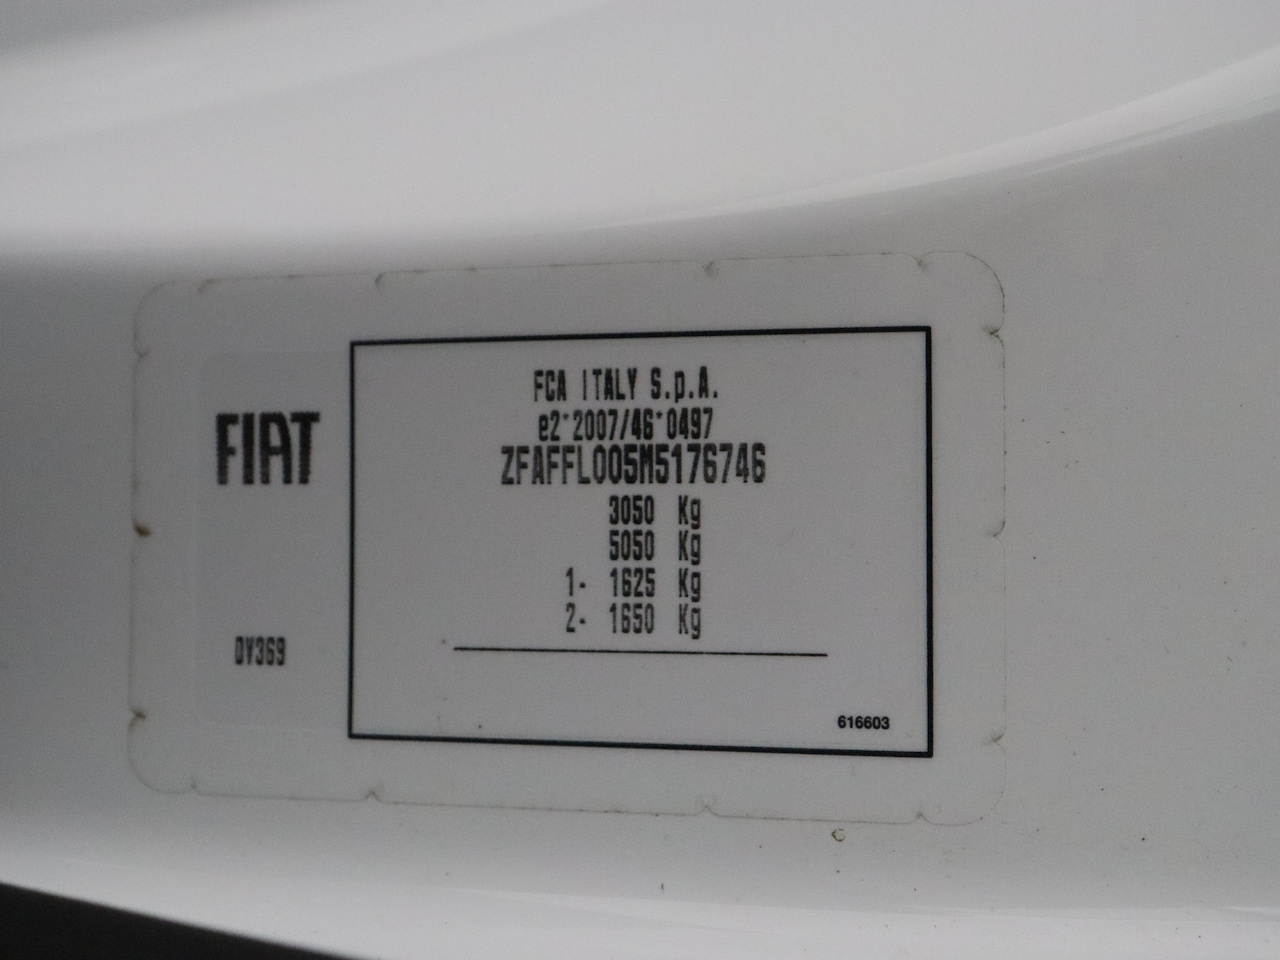 FCA ITALY S.p.A.
e2*2007/46*0497
ZFAFFL005M5176746
FIAT
3050 Kg
5050 Kg
1- 1625 Kg
2- 1650 Kg
DV369
616603